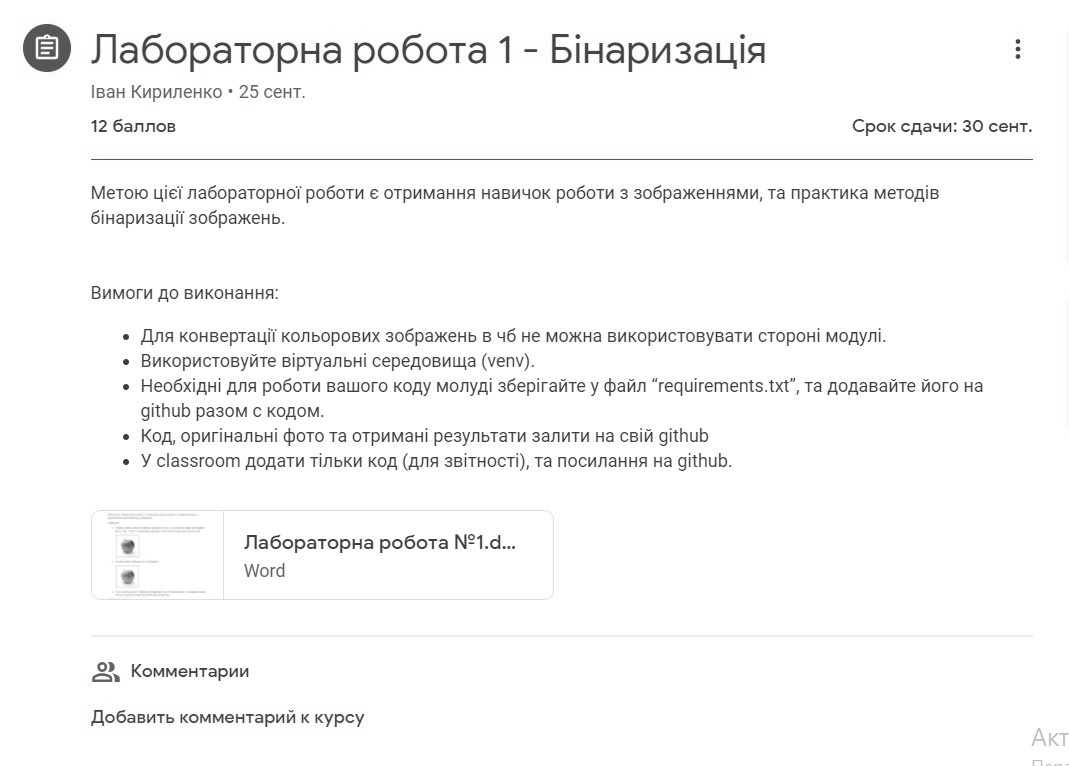 Лабораторна робота 1 - Бінаризація
Іван Кириленко • 25 сент.
12 баллов
Срок сдачи: 30 сент.
Метою цієї лабораторної роботи є отримання навичок роботи з зображеннями, та практика методів
бінаризації зображень.
Вимоги до виконання:
• Для конвертації кольорових зображень в чб не можна використовувати стороні модулі.
• Використовуйте віртуальні середовища (venv).
• Необхідні для роботи вашого коду молуді зберігайте у файл “requirements.txt”, та додавайте його на
github разом с кодом.
• Код, оригінальні фото та отримані результати залити на свій github
• У classroom додати тільки код (для звітності), та посилання на github.
Лабораторна робота №1.d...
Word
Комментарии
Добавить комментарий к курсу
Акт